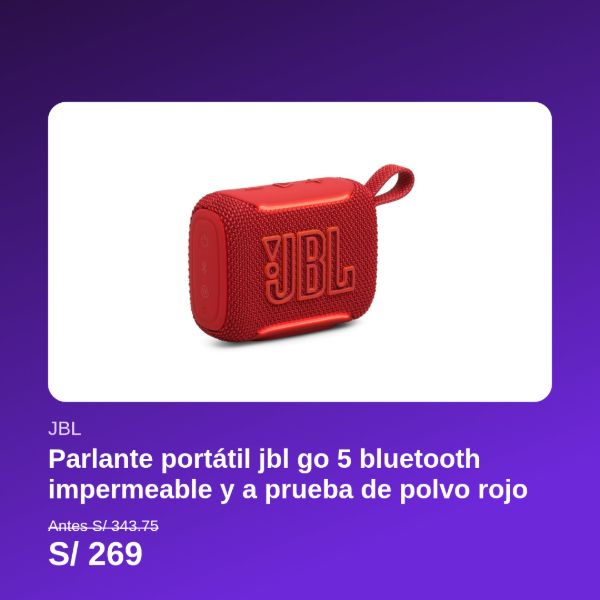 JBL
JBL
Parlante portátil jbl go 5 bluetooth
impermeable y a prueba de polvo rojo
Antes S/ 343.75
S/ 269